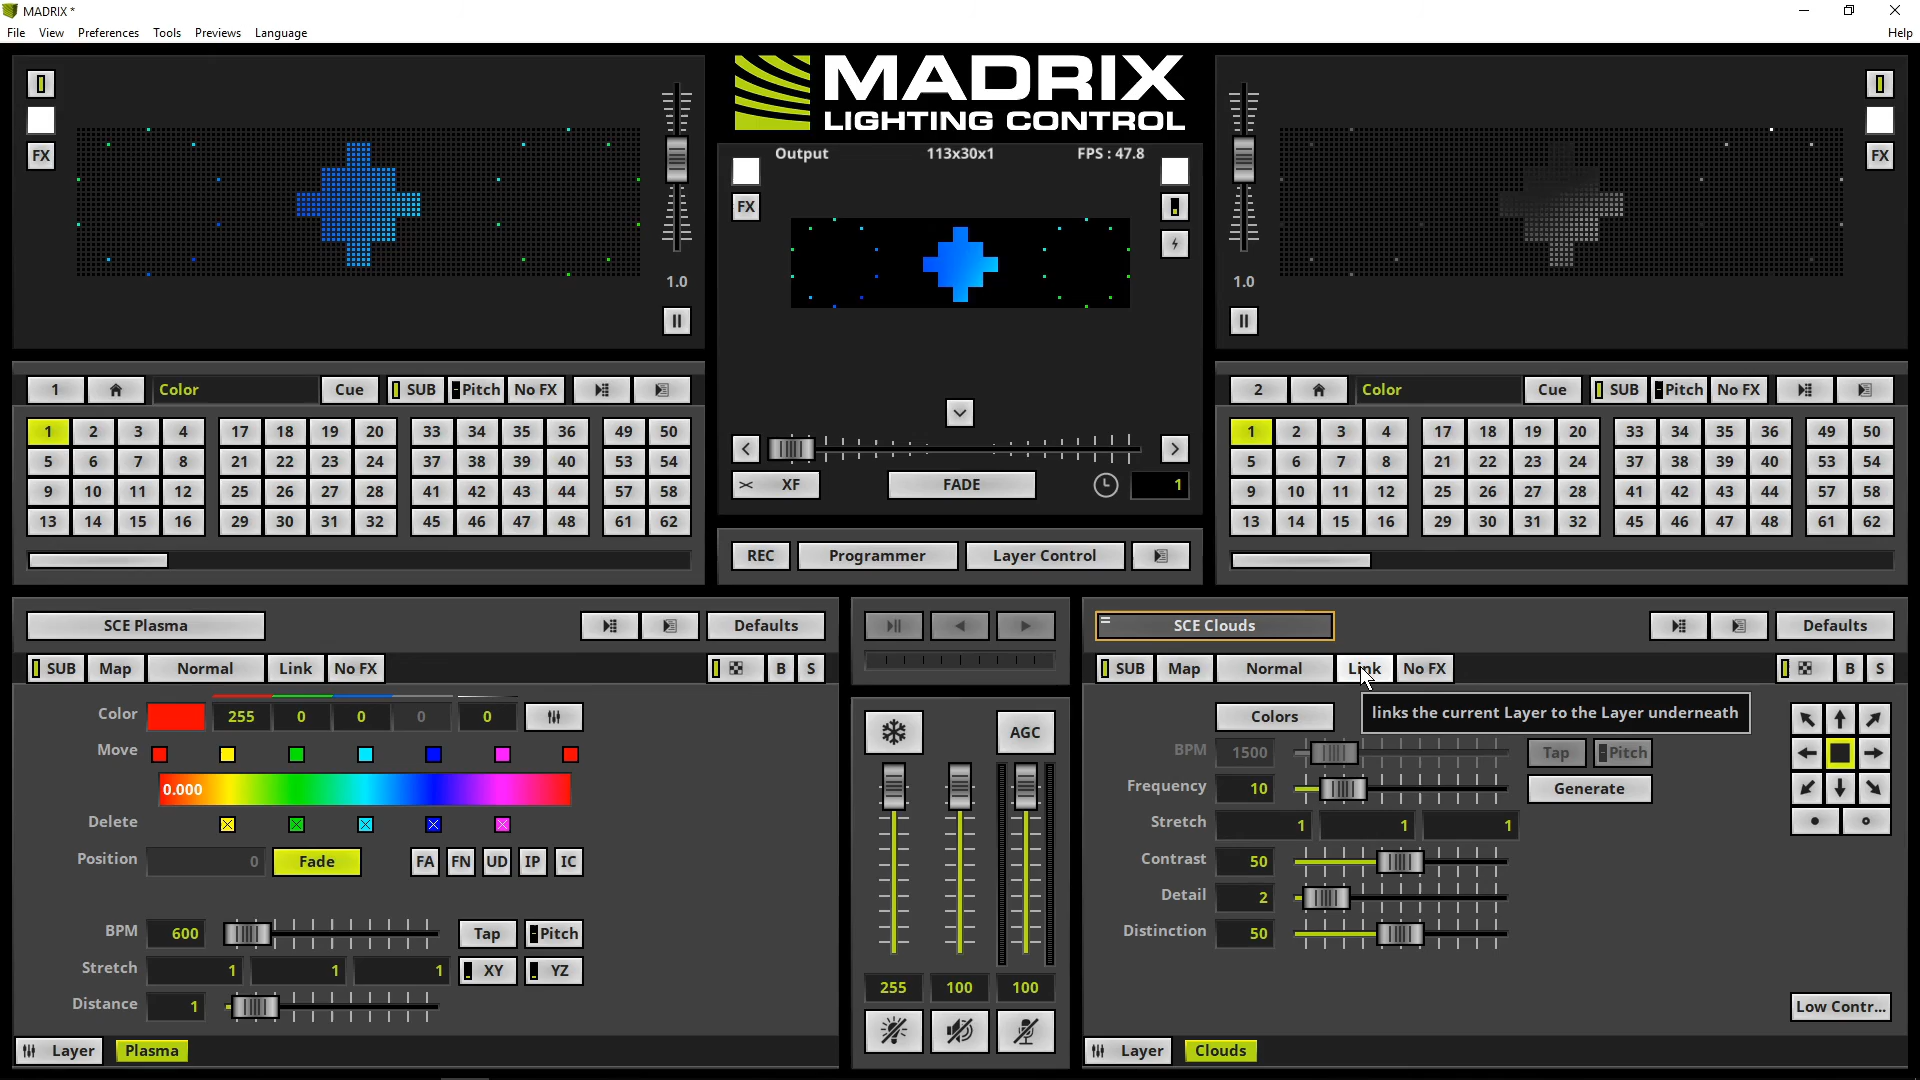 MADRIX *
File View Preferences Tools Previews Language Help
MADRIX
LIGHTING CONTROL
Output 113x30x1 FPS : 47.8
FX
FX
FX
1.0
1.0
1 Color Cue SUB Pitch No FX
1 2 3 4 17 18 19 20 33 34 35 36 49 50
5 6 7 8 21 22 23 24 37 38 39 40 53 54
9 10 11 12 25 26 27 28 41 42 43 44 57 58
13 14 15 16 29 30 31 32 45 46 47 48 61 62
XF FADE 1
REC Programmer Layer Control
2 Color Cue SUB Pitch No FX
1 2 3 4 17 18 19 20 33 34 35 36 49 50
5 6 7 8 21 22 23 24 37 38 39 40 53 54
9 10 11 12 25 26 27 28 41 42 43 44 57 58
13 14 15 16 29 30 31 32 45 46 47 48 61 62
SCE Plasma Defaults
SUB Map Normal Link No FX B S
Color 255 0 0 0 0
Move
0.000
Delete
Position 0 Fade FA FN UD IP IC
BPM 600 Tap Pitch
Stretch 1 1 1 XY YZ
Distance 1
Layer Plasma
AGC
255 100 100
SCE Clouds Defaults
SUB Map Normal Link No FX B S
Colors
links the current Layer to the Layer underneath
BPM 1500 Tap Pitch
Frequency 10 Generate
Stretch 1 1 1
Contrast 50
Detail 2
Distinction 50
Low Contr...
Layer Clouds